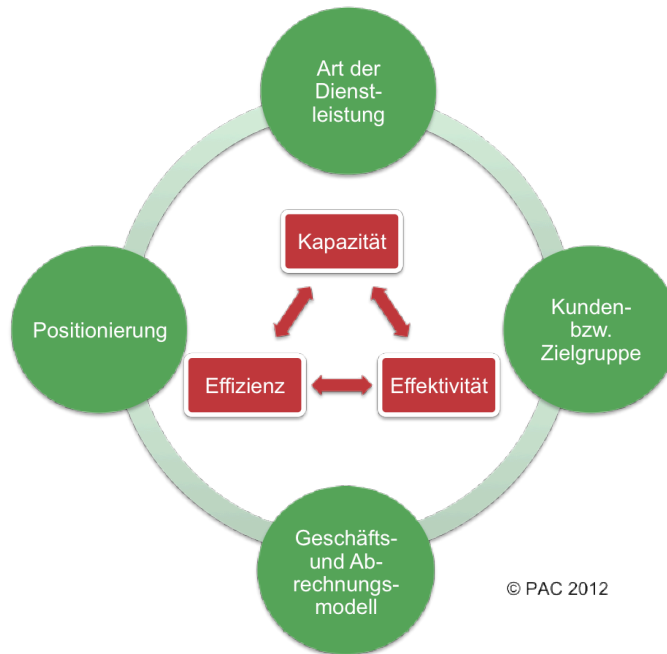 Art der
Dienst-
leistung
Kapazität
Positionierung
Kunden-
bzw.
Zielgruppe
Effizienz
Effektivität
Geschäfts-
und Ab-
rechnungs-
modell
© PAC 2012